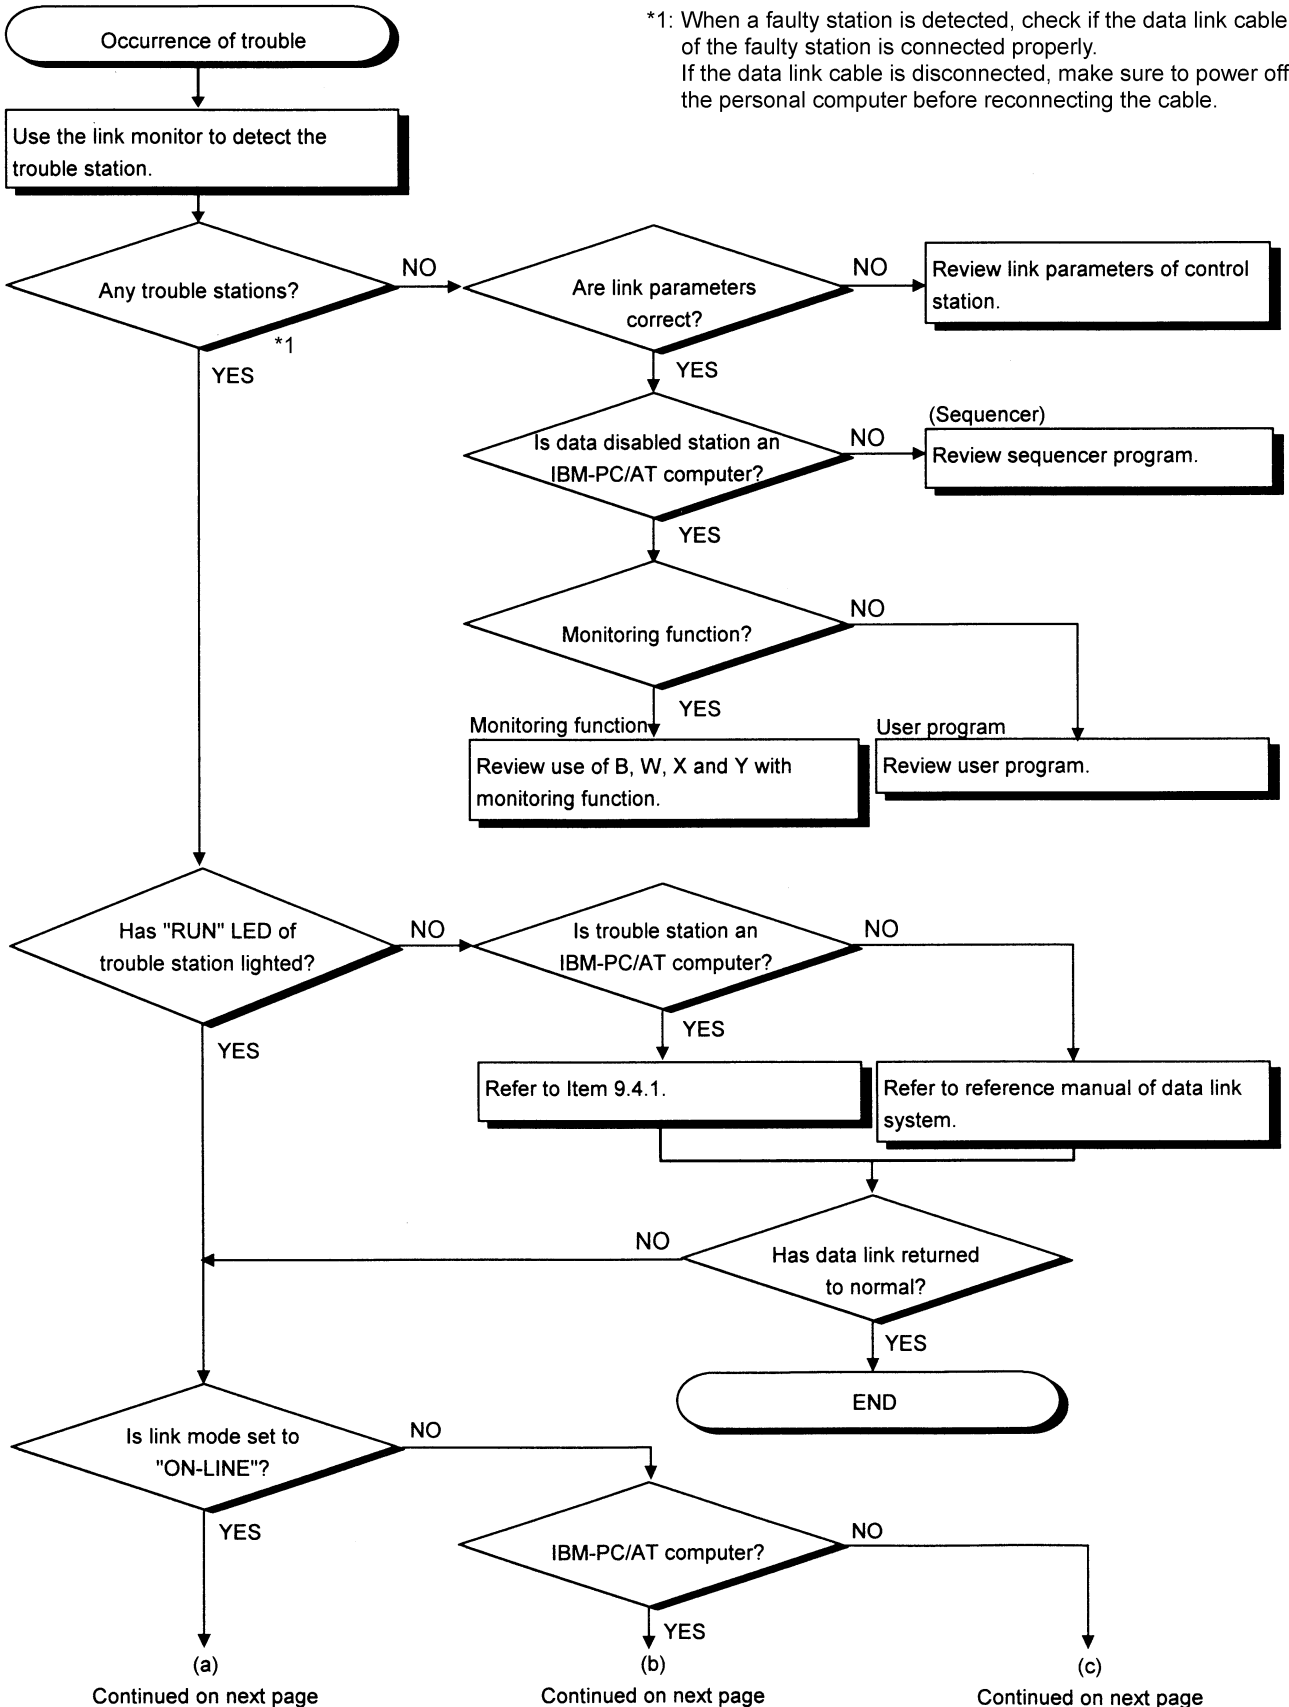 Occurrence of trouble
*1: When a faulty station is detected, check if the data link cable
of the faulty station is connected properly.
If the data link cable is disconnected, make sure to power off
the personal computer before reconnecting the cable.
Use the link monitor to detect the
trouble station.
Any trouble stations?
*1
NO
YES
Are link parameters
correct?
NO
YES
Review link parameters of control
station.
Is data disabled station an
IBM-PC/AT computer?
NO
YES
(Sequencer)
Review sequencer program.
Monitoring function?
NO
YES
Monitoring function
Review use of B, W, X and Y with
monitoring function.
User program
Review user program.
Has "RUN" LED of
trouble station lighted?
NO
YES
Is trouble station an
IBM-PC/AT computer?
NO
YES
Refer to Item 9.4.1.
Refer to reference manual of data link
system.
Has data link returned
to normal?
NO
YES
END
Is link mode set to
"ON-LINE"?
NO
YES
IBM-PC/AT computer?
NO
YES
(a)
Continued on next page
(b)
Continued on next page
(c)
Continued on next page